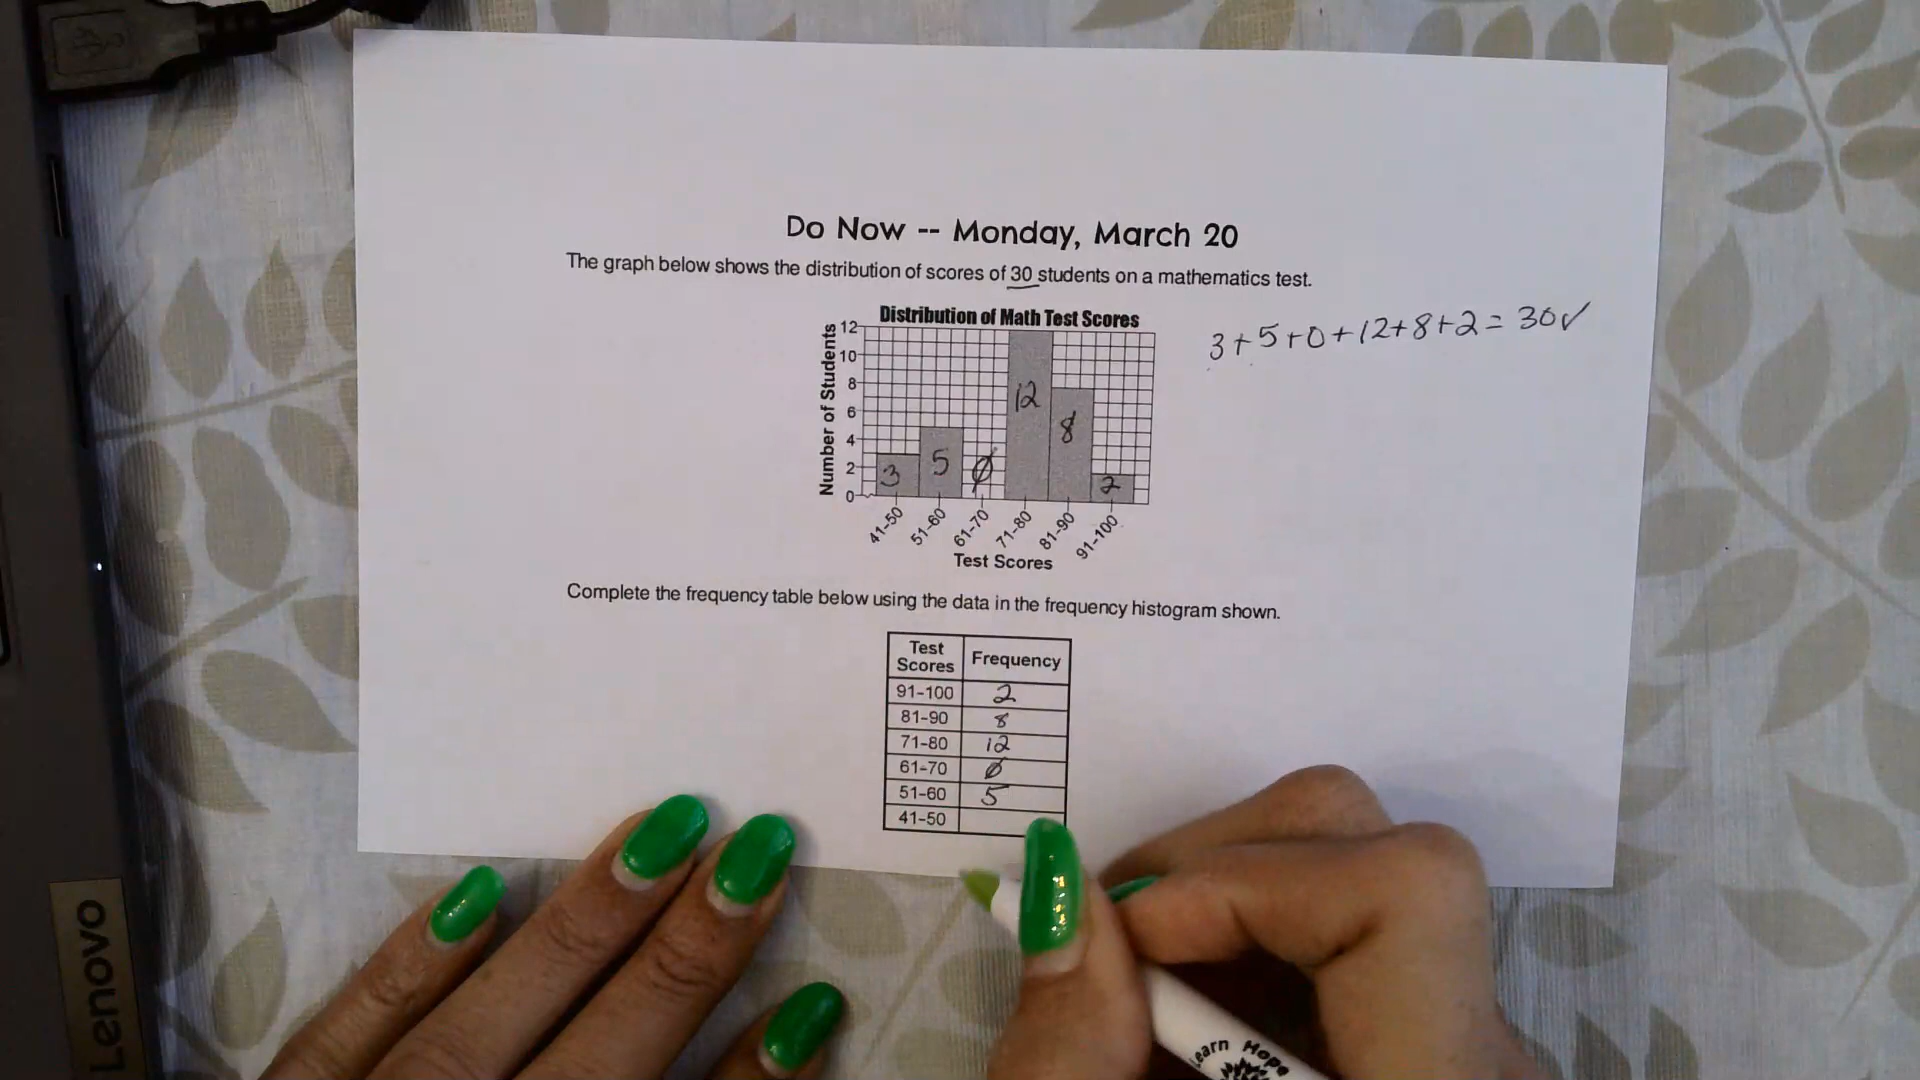 Do Now -- Monday, March 20
The graph below shows the distribution of scores of 30 students on a mathematics test.
Distribution of Math Test Scores
3+5+0+12+8+2=30✓
Number of Students
12
10
8
6
4
2
0
3
5
0
12
8
2
41-50
51-60
61-70
71-80
81-90
91-100
Test Scores
Complete the frequency table below using the data in the frequency histogram shown.
Test Scores Frequency
91-100 2
81-90 8
71-80 12
61-70 0
51-60 5
41-50
Lenovo
Learn Hope